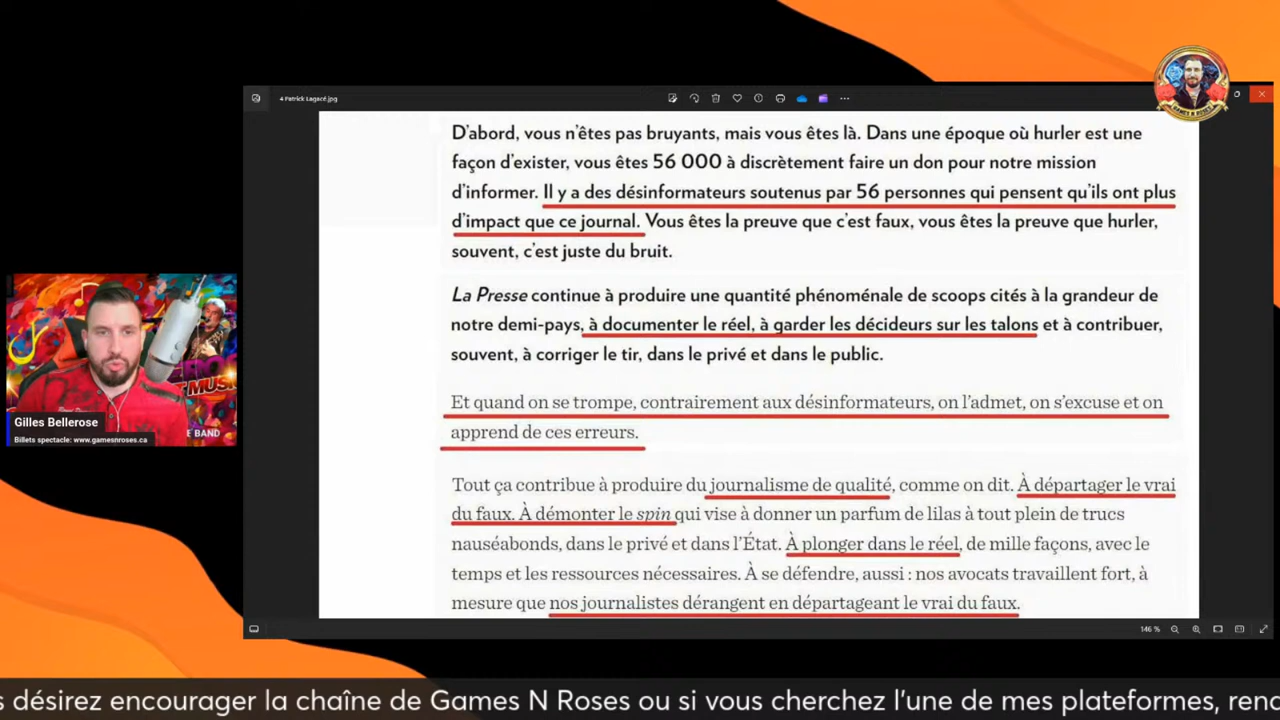 4 Patrick Lagacé.jpg
D'abord, vous n'êtes pas bruyants, mais vous êtes là. Dans une époque où hurler est une
façon d'exister, vous êtes 56 000 à discrètement faire un don pour notre mission
d'informer. Il y a des désinformateurs soutenus par 56 personnes qui pensent qu'ils ont plus
d'impact que ce journal. Vous êtes la preuve que c'est faux, vous êtes la preuve que hurler,
souvent, c'est juste du bruit.
La Presse continue à produire une quantité phénoménale de scoops cités à la grandeur de
notre demi-pays, à documenter le réel, à garder les décideurs sur les talons et à contribuer,
souvent, à corriger le tir, dans le privé et dans le public.
Et quand on se trompe, contrairement aux désinformateurs, on l'admet, on s'excuse et on
apprend de ces erreurs.
Tout ça contribue à produire du journalisme de qualité, comme on dit. À départager le vrai
du faux. À démonter le spin qui vise à donner un parfum de lilas à tout plein de trucs
nauséabonds, dans le privé et dans l'État. À plonger dans le réel, de mille façons, avec le
temps et les ressources nécessaires. À se défendre, aussi : nos avocats travaillent fort, à
mesure que nos journalistes dérangent en départageant le vrai du faux.
146 %
GAMES N ROSES
Gilles Bellerose
Billets spectacle: www.gamesnroses.ca
E BAND
s désirez encourager la chaîne de Games N Roses ou si vous cherchez l'une de mes plateformes, rend